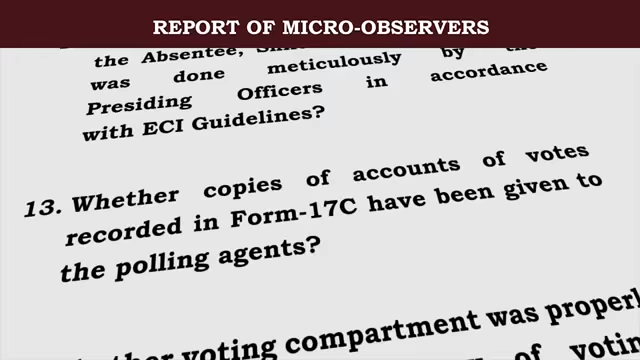 REPORT OF MICRO-OBSERVERS
the Absentee,
was done meticulously by the
Presiding Officers in accordance
with ECI Guidelines?
13. Whether copies of accounts of votes
recorded in Form-17C have been given to
the polling agents?
voting compartment was
of